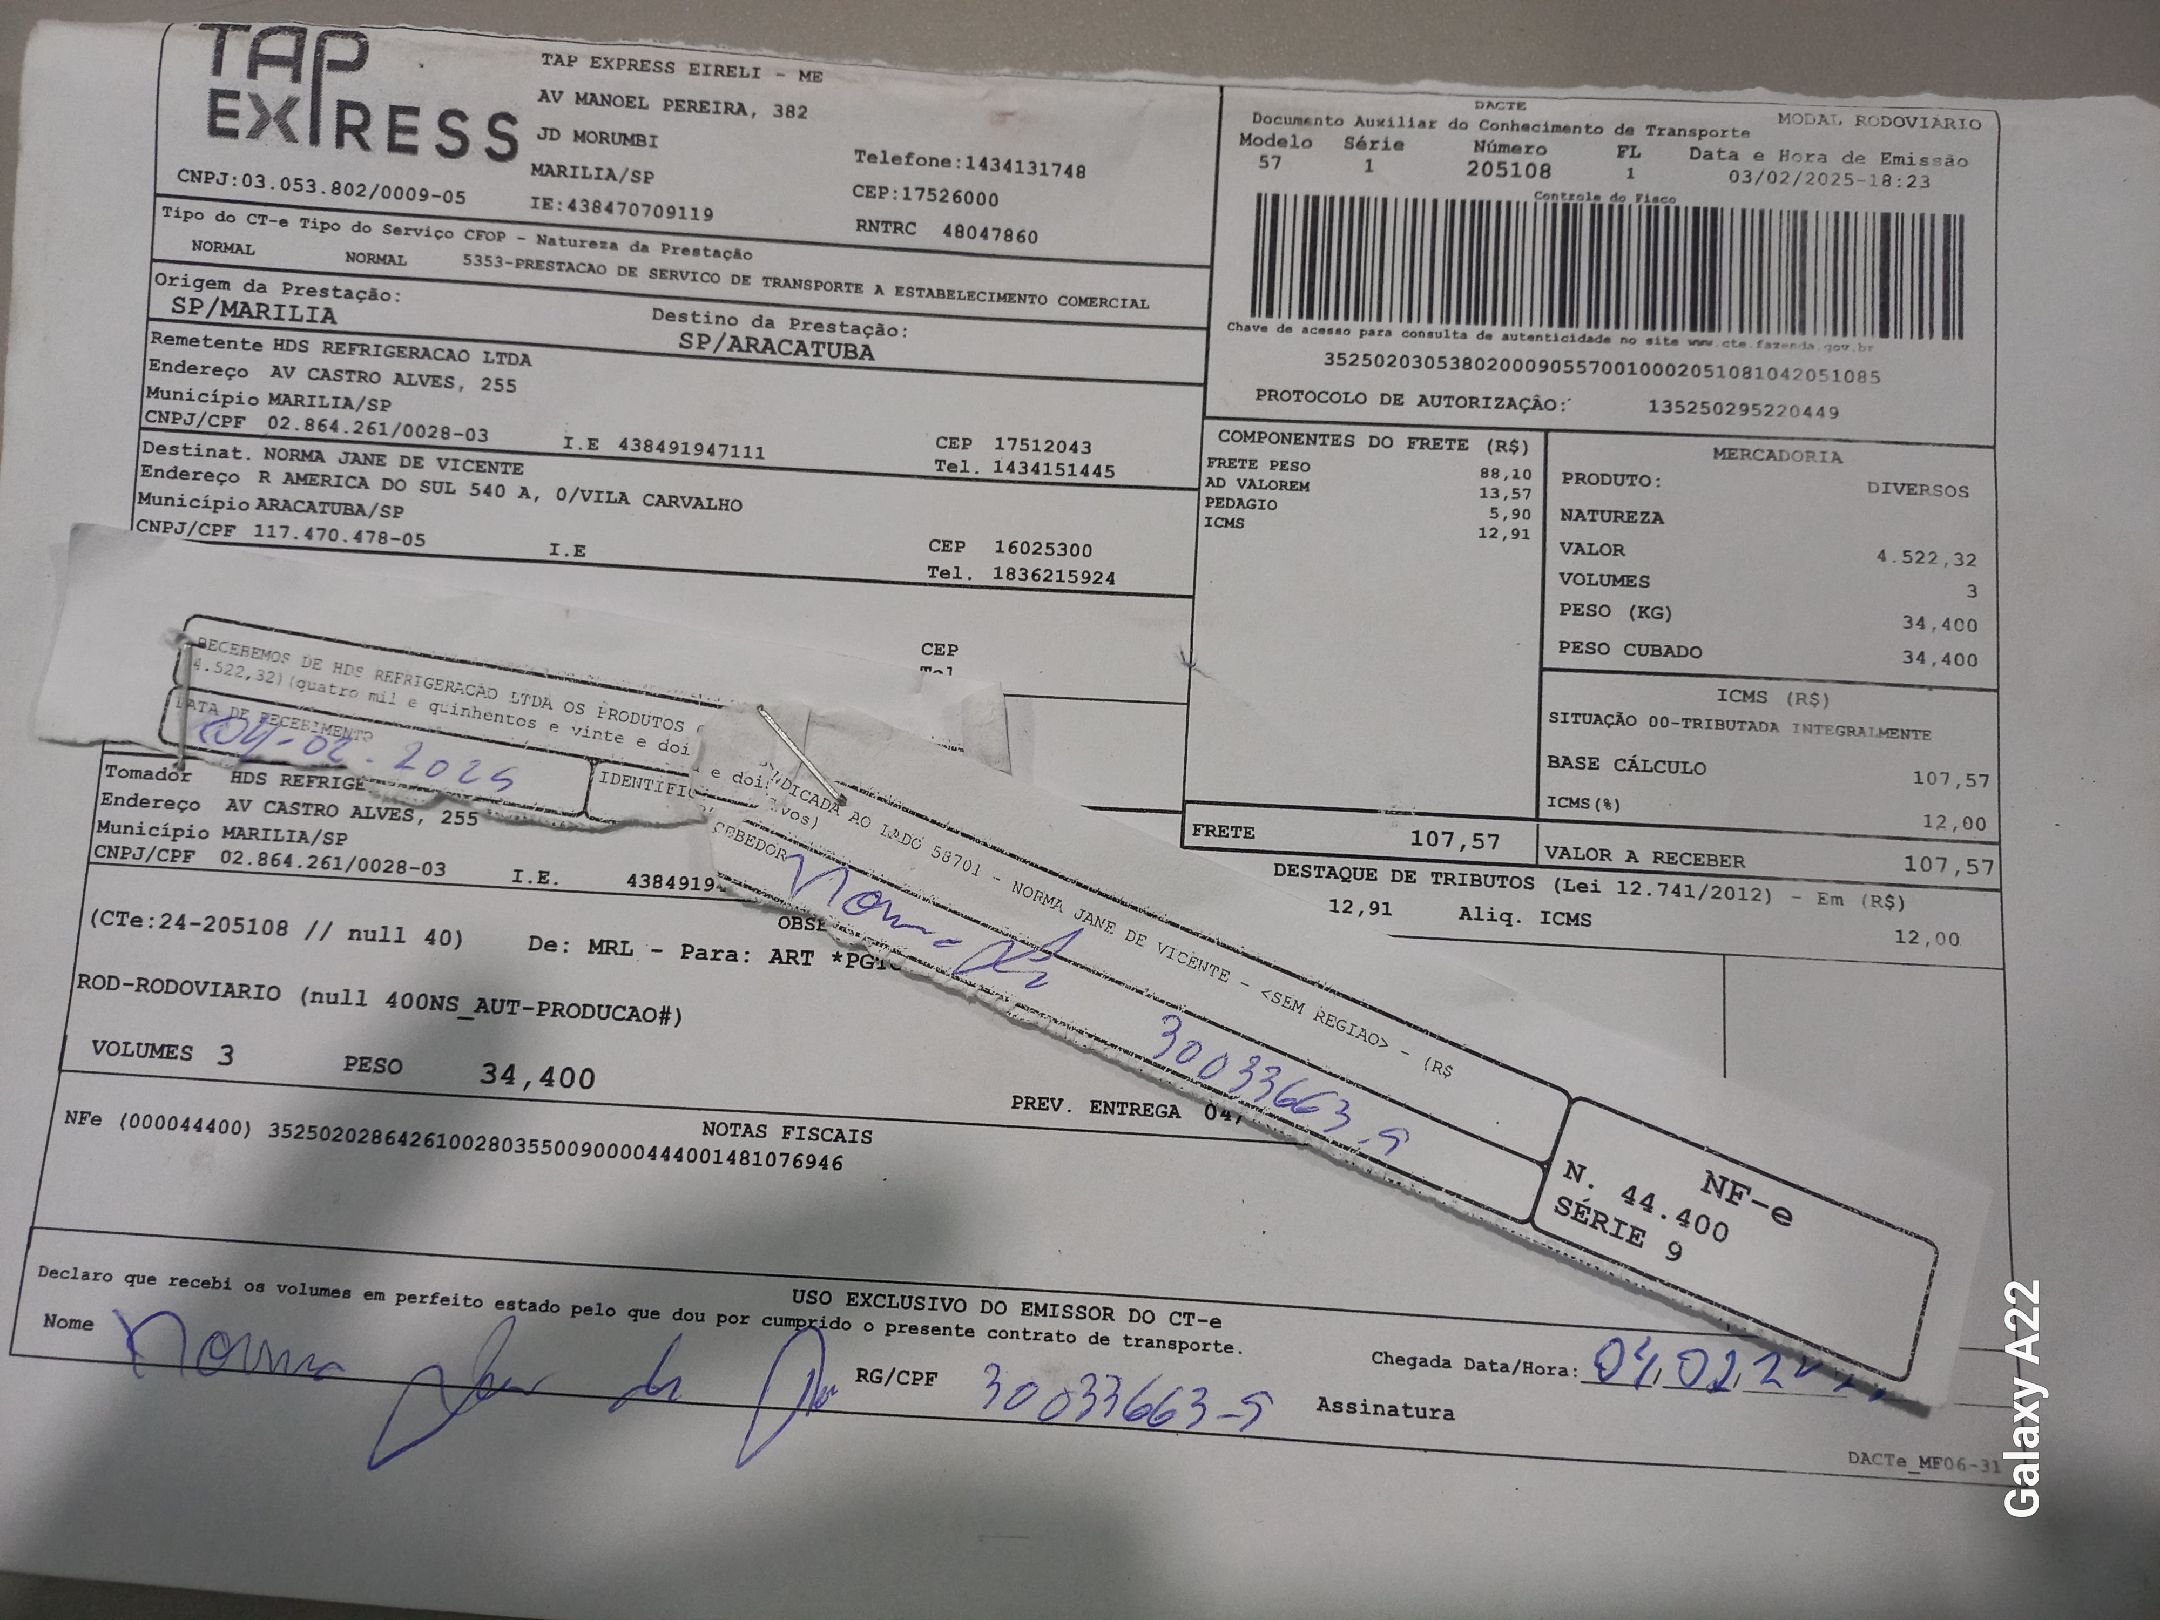 TAP EXPRESS
TAP EXPRESS EIRELI - ME
AV MANOEL PEREIRA, 382
JD MORUMBI
MARILIA/SP
IE:438470709119
Telefone:1434131748
CEP:17526000
RNTRC 48047860
CNPJ:03.053.802/0009-05
DACTE
Documento Auxiliar do Conhecimento de Transporte
MODAL RODOVIÁRIO
Modelo Série Número FL Data e Hora de Emissão
57 1 205108 1 03/02/2025-18:23
Controle do Fisco
Chave de acesso para consulta de autenticidade no site www.cte.fazenda.gov.br
35250203053802000905570010002051081042051085
PROTOCOLO DE AUTORIZAÇÃO: 135250295220449
Tipo do CT-e Tipo do Serviço CFOP - Natureza da Prestação
NORMAL NORMAL 5353-PRESTACAO DE SERVICO DE TRANSPORTE A ESTABELECIMENTO COMERCIAL
Origem da Prestação:
SP/MARILIA
Destino da Prestação:
SP/ARACATUBA
Remetente HDS REFRIGERACAO LTDA
Endereço AV CASTRO ALVES, 255
Município MARILIA/SP
CNPJ/CPF 02.864.261/0028-03 I.E 438491947111
CEP 17512043
Tel. 1434151445
Destinat. NORMA JANE DE VICENTE
Endereço R AMERICA DO SUL 540 A, 0/VILA CARVALHO
Município ARACATUBA/SP
CNPJ/CPF 117.470.478-05 I.E
CEP 16025300
Tel. 1836215924
CEP
COMPONENTES DO FRETE (R$)
FRETE PESO 88,10
AD VALOREM 13,57
PEDAGIO 5,90
ICMS 12,91
MERCADORIA
PRODUTO: DIVERSOS
NATUREZA
VALOR 4.522,32
VOLUMES 3
PESO (KG) 34,400
PESO CUBADO 34,400
ICMS (R$)
SITUAÇÃO 00-TRIBUTADA INTEGRALMENTE
BASE CÁLCULO 107,57
ICMS(%) 12,00
FRETE 107,57
VALOR A RECEBER 107,57
DESTAQUE DE TRIBUTOS (Lei 12.741/2012) - Em (R$)
12,91 Aliq. ICMS 12,00
RECEBEMOS DE HDS REFRIGERACAO LTDA OS PRODUTOS
4.522,32)(quatro mil e quinhentos e vinte e doi
DATA DE RECEBIMENTO
04-02.2025
IDENTIFIC
e doi
DICADA AO LADO 58701 - NORMA JANE DE VICENTE - <SEM REGIAO> - (R$
vos)
CEBEDOR
Norma
30033663-5
NF-e
N. 44.400
SÉRIE 9
Tomador HDS REFRIGE
Endereço AV CASTRO ALVES, 255
Município MARILIA/SP
CNPJ/CPF 02.864.261/0028-03 I.E. 4384919
OBSE
(CTe:24-205108 // null 40) De: MRL - Para: ART *PG
ROD-RODOVIARIO (null 400NS_AUT-PRODUCAO#)
VOLUMES 3 PESO 34,400
PREV. ENTREGA 04/
NOTAS FISCAIS
NFe (000044400) 35250202864261002803550090000444001481076946
USO EXCLUSIVO DO EMISSOR DO CT-e
Declaro que recebi os volumes em perfeito estado pelo que dou por cumprido o presente contrato de transporte.
Nome Norma
RG/CPF 30033663-5
Chegada Data/Hora: 04.02.2
Assinatura
DACTe_MF06-31
Galaxy A22